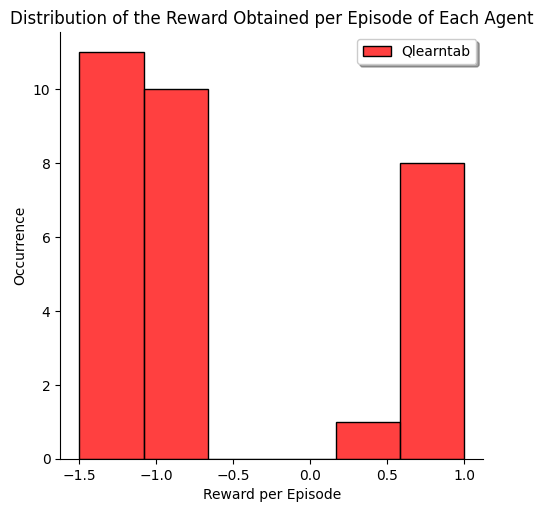 Distribution of the Reward Obtained per Episode of Each Agent
Qlearntab
10
8
6
4
2
0
Occurrence
−1.5 −1.0 −0.5 0.0 0.5 1.0
Reward per Episode